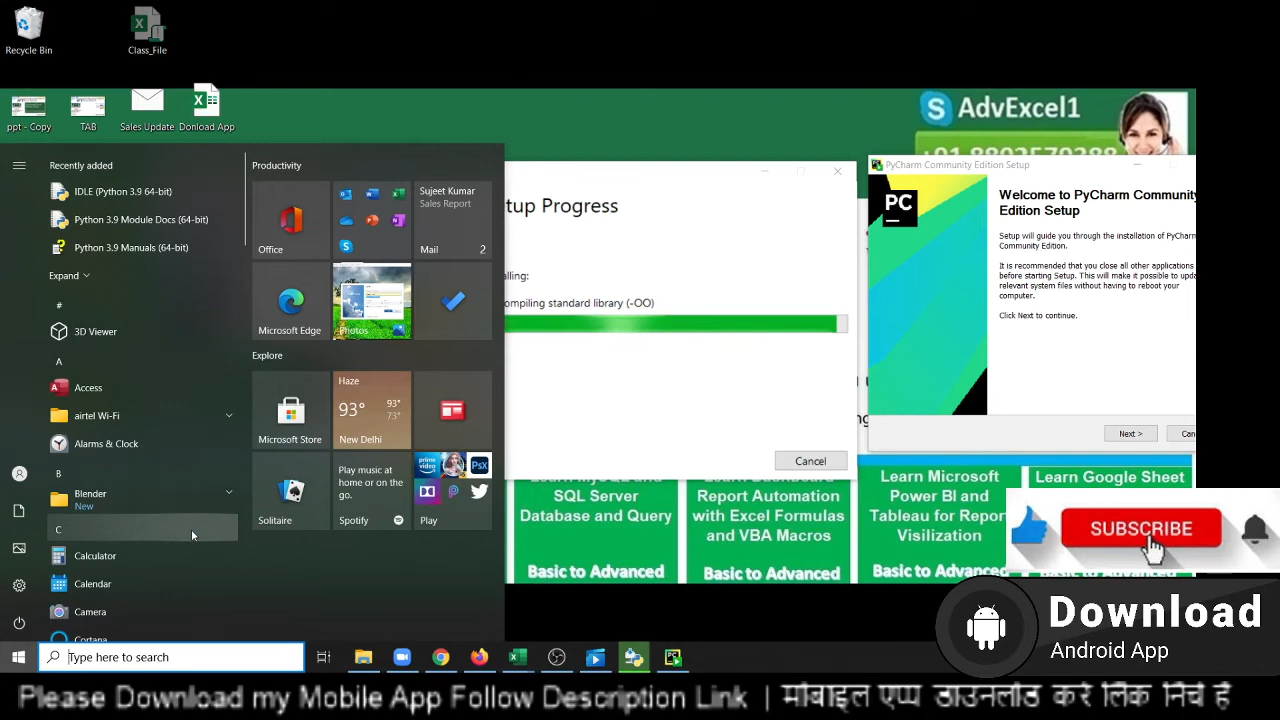 Recycle Bin
Class_File
ppt - Copy
TAB
Sales Update
Donload App
AdvExcel1
Recently added
IDLE (Python 3.9 64-bit)
Python 3.9 Module Docs (64-bit)
Python 3.9 Manuals (64-bit)
Expand
#
3D Viewer
A
Access
airtel Wi-Fi
Alarms & Clock
B
Blender
New
C
Calculator
Calendar
Camera
Cortana
Productivity
Office
Sujeet Kumar
Sales Report
Mail 2
Microsoft Edge
Photos
Explore
Microsoft Store
Haze
93° 93°
73°
New Delhi
Solitaire
Play music at
home or on the
go.
Spotify
prime video
PsX
Play
tup Progress
alling:
ompiling standard library (-OO)
Cancel
PyCharm Community Edition Setup
PC
Welcome to PyCharm Community
Edition Setup
Setup will guide you through the installation of PyCharm
Community Edition.
It is recommended that you close all other applications
before starting Setup. This will make it possible to upda
relevant system files without having to reboot your
computer.
Click Next to continue.
Next >
Can
SQL Server
Database and Query
Basic to Advanced
Report Automation
with Excel Formulas
and VBA Macros
Basic to Advanced
Learn Microsoft
Power BI and
Tableau for Repor
Visilization
Basic to Advanced
Learn Google Sheet
SUBSCRIBE
Download
Android App
Type here to search
Please Download my Mobile App Follow Description Link | मोबाइल एप्प डाउनलोड करे लिंक निचे है